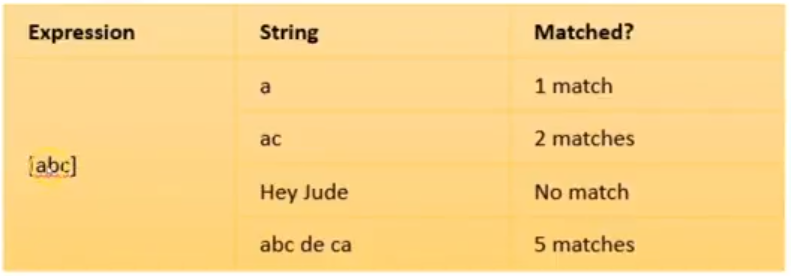 Expression String Matched?
a 1 match
ac 2 matches
[abc]
Hey Jude No match
abc de ca 5 matches